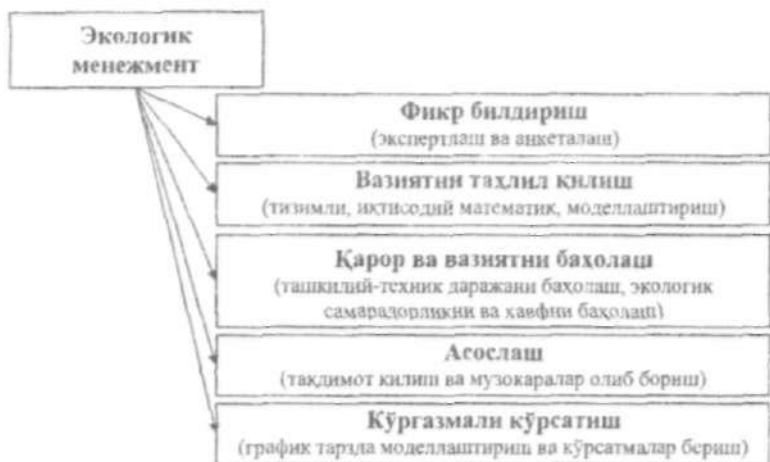 Экологик
менежмент
Фикр билдириш
(экспертлаш ва анкеталаш)
Вазиятни таҳлил қилиш
(тизимли, иқтисодий математик, моделлаштириш)
Қарор ва вазиятни баҳолаш
(ташкилий-техник даражани баҳолаш, экологик
самарадорликни ва хавфни баҳолаш)
Асослаш
(тақдимот қилиш ва музокаралар олиб бориш)
Кўргазмали кўрсатиш
(график тарзда моделлаштириш ва кўрсатмалар бериш)